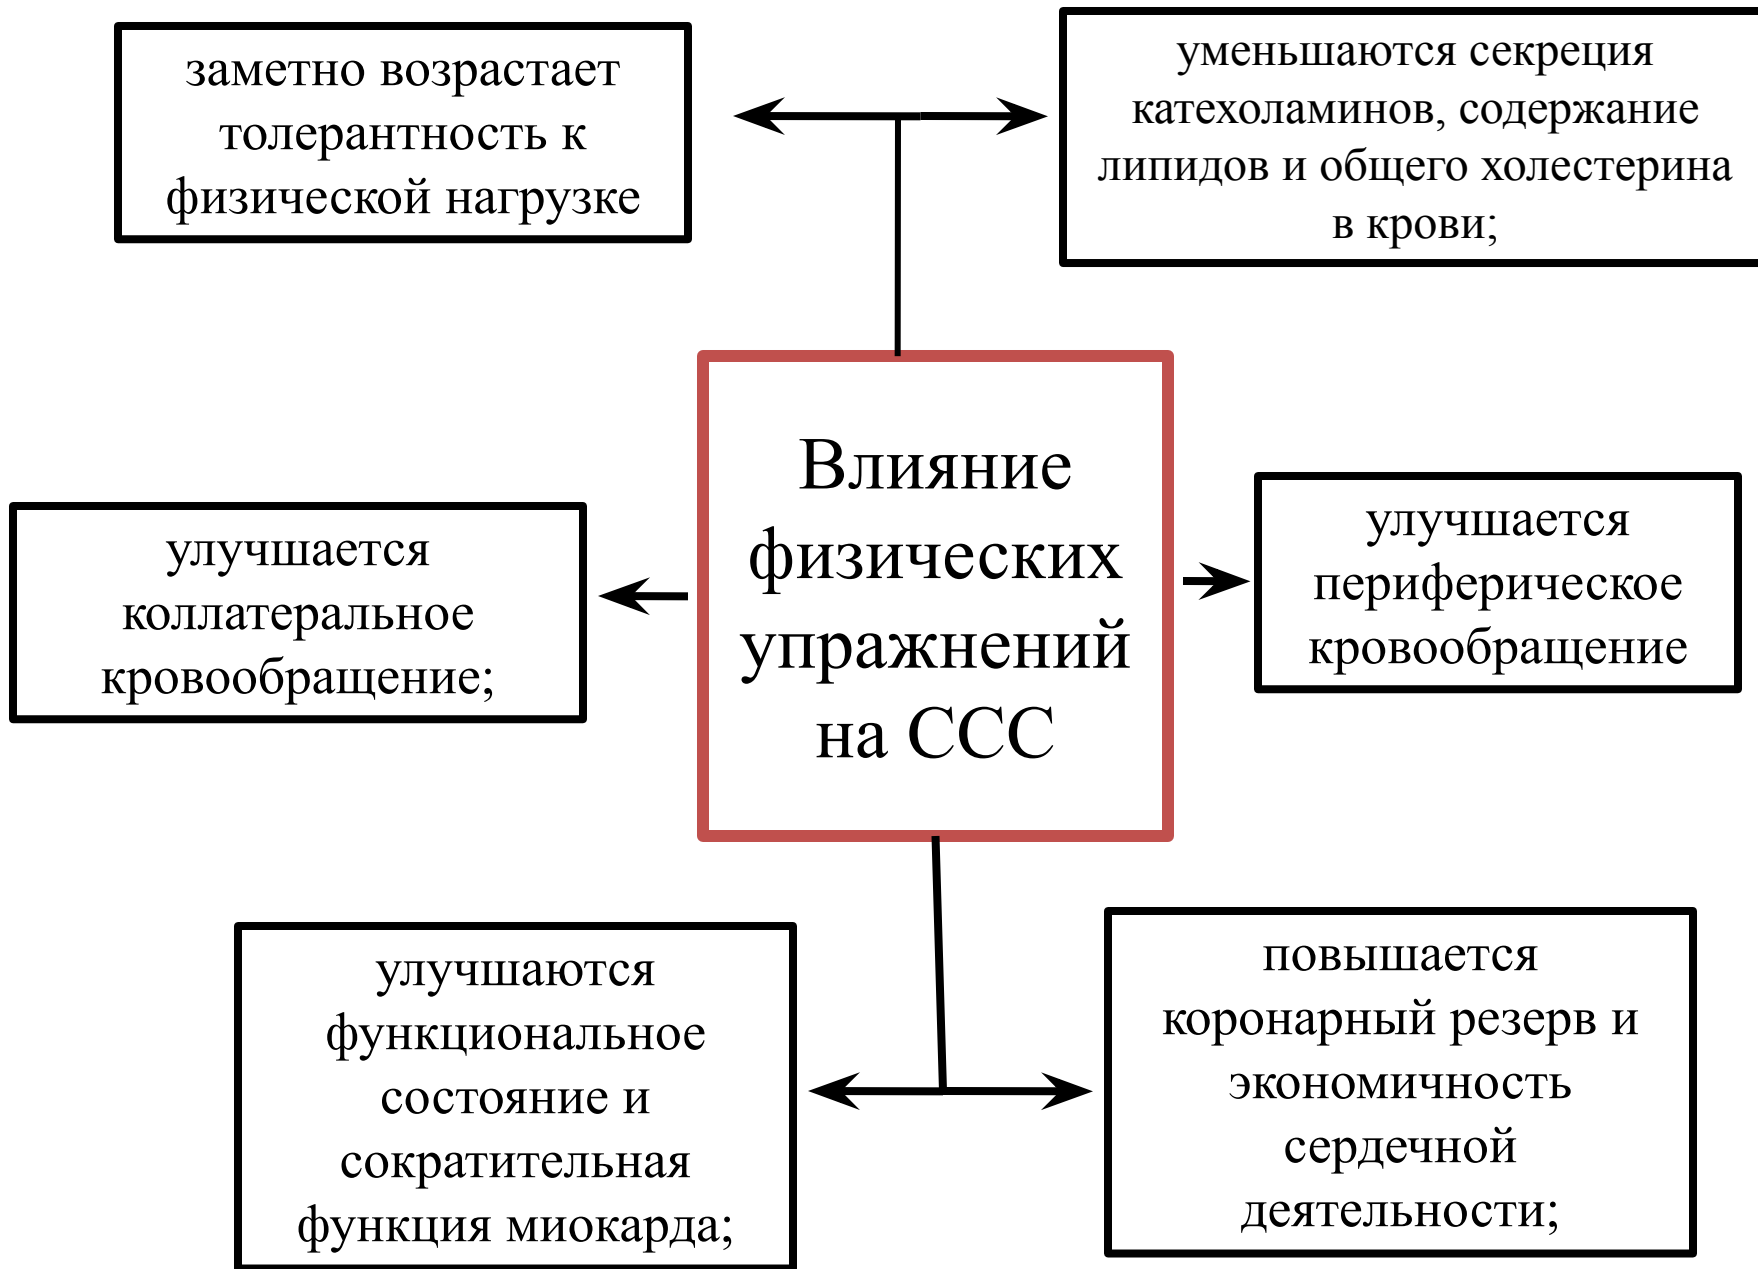 заметно возрастает
толерантность к
физической нагрузке
уменьшаются секреция
катехоламинов, содержание
липидов и общего холестерина
в крови;
Влияние
физических
упражнений
на ССС
улучшается
коллатеральное
кровообращение;
улучшается
периферическое
кровообращение
улучшаются
функциональное
состояние и
сократительная
функция миокарда;
повышается
коронарный резерв и
экономичность
сердечной
деятельности;